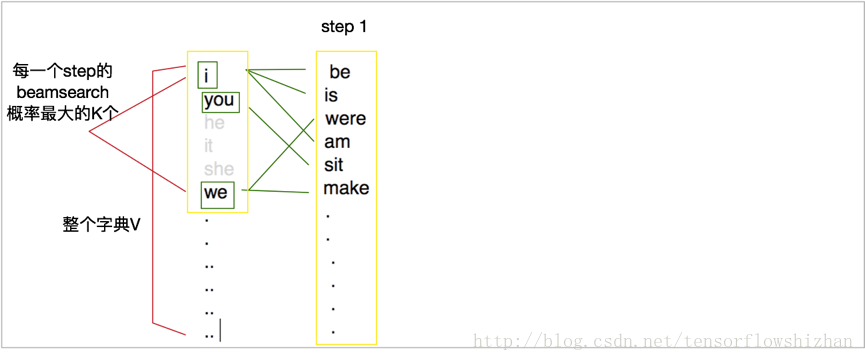 step 1
每一个step的
beamsearch
概率最大的K个
整个字典V
i
you
he
it
she
we
.
.
..
..
..
..
be
is
were
am
sit
make
.
.
.
.
.
.
http://blog.csdn.net/tensorflowshizhan